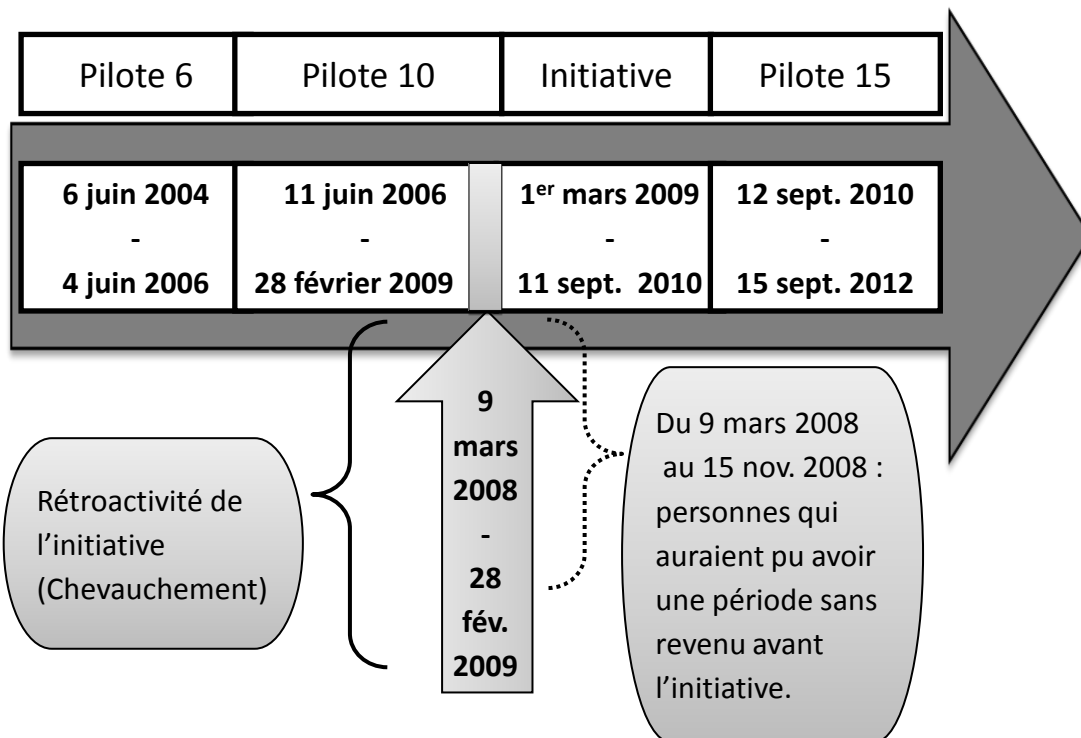 Pilote 6
Pilote 10
Initiative
Pilote 15
6 juin 2004
-
4 juin 2006
11 juin 2006
-
28 février 2009
1er mars 2009
-
11 sept. 2010
12 sept. 2010
-
15 sept. 2012
Rétroactivité de
l’initiative
(Chevauchement)
9
mars
2008
-
28
fév.
2009
Du 9 mars 2008
au 15 nov. 2008 :
personnes qui
auraient pu avoir
une période sans
revenu avant
l’initiative.